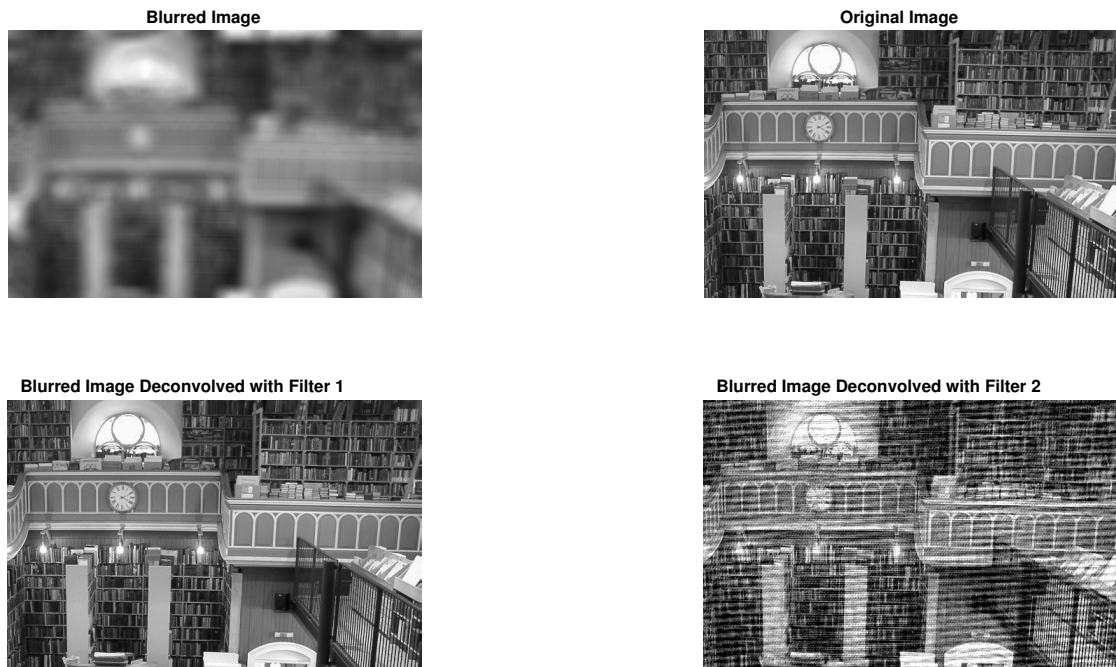 Blurred Image
Original Image
Blurred Image Deconvolved with Filter 1
Blurred Image Deconvolved with Filter 2